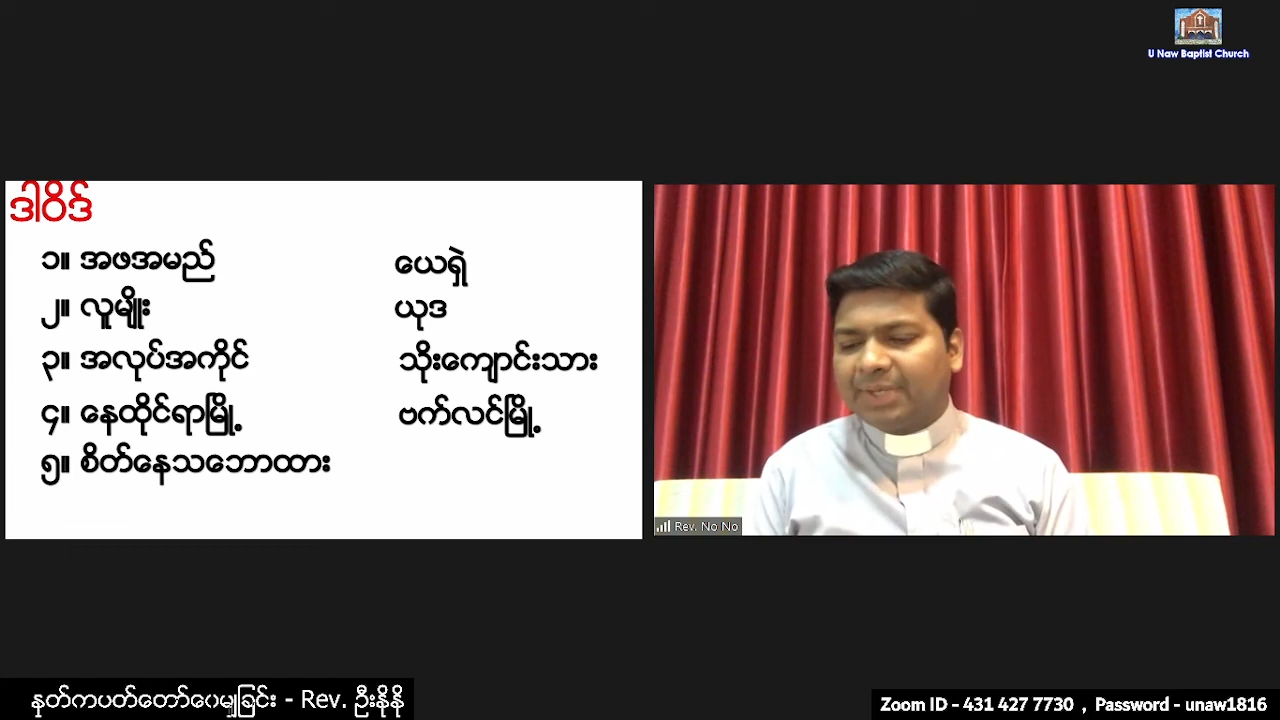 U Naw Baptist Church
ဒါဝိဒ်
၁။ အဖအမည် ယေရှဲ
၂။ လူမျိုး ယုဒ
၃။ အလုပ်အကိုင် သိုးကျောင်းသား
၄။ နေထိုင်ရာမြို့ ဗက်လင်မြို့
၅။ စိတ်နေသဘောထား
Rev. No No
နှုတ်ကပတ်တော်ဝေမျှခြင်း - Rev. ဦးနိုနို
Zoom ID - 431 427 7730 , Password - unaw1816